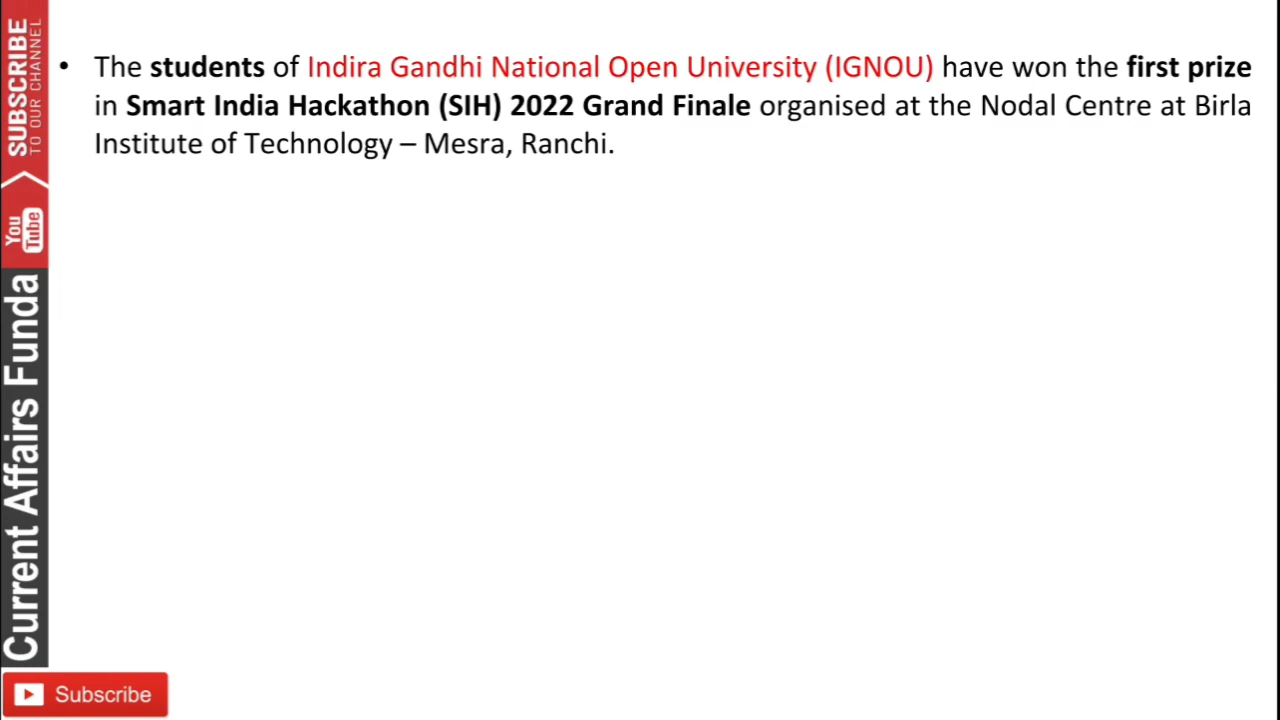 • The students of Indira Gandhi National Open University (IGNOU) have won the first prize
in Smart India Hackathon (SIH) 2022 Grand Finale organised at the Nodal Centre at Birla
Institute of Technology – Mesra, Ranchi.
SUBSCRIBE
TO OUR CHANNEL
You
Tube
Current Affairs Funda
Subscribe